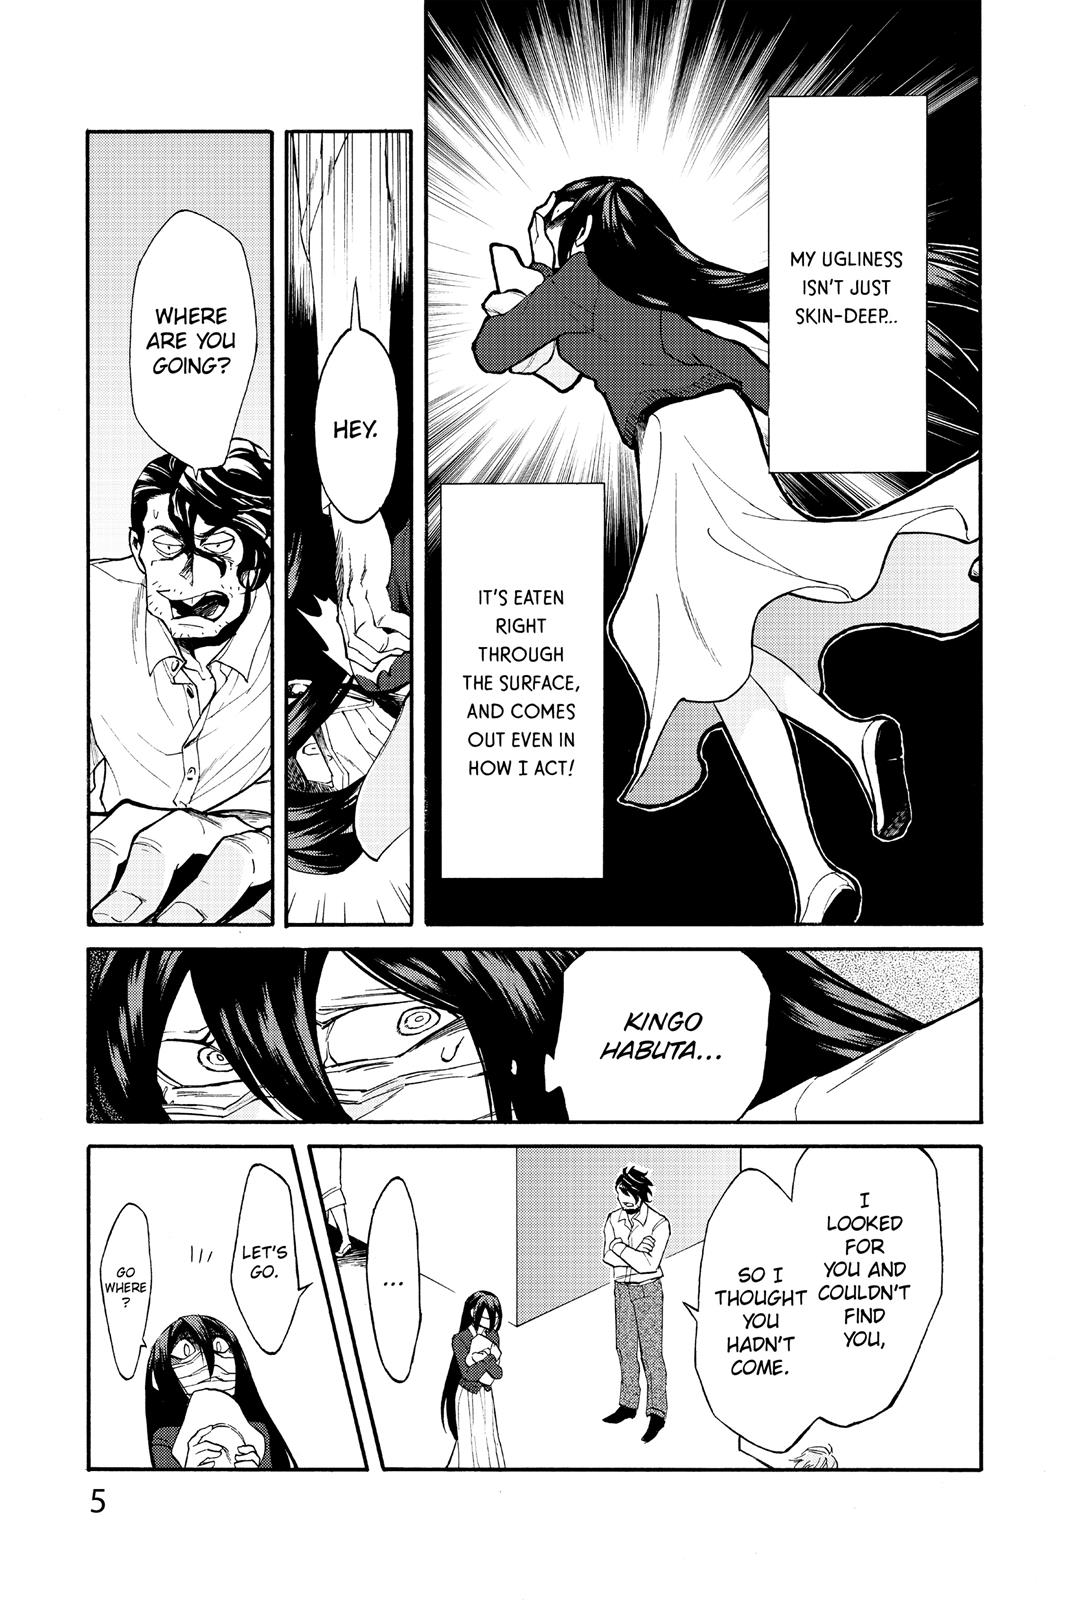 MY UGLINESS
ISN'T JUST
SKIN-DEEP...
IT'S EATEN
RIGHT
THROUGH
THE SURFACE,
AND COMES
OUT EVEN IN
HOW I ACT!
HEY.
WHERE
ARE YOU
GOING?
KINGO
HABUTA...
I
LOOKED
FOR
YOU AND
COULDN'T
FIND
YOU,
SO I
THOUGHT
YOU
HADN'T
COME.
...
LET'S
GO.
GO
WHERE
?
5